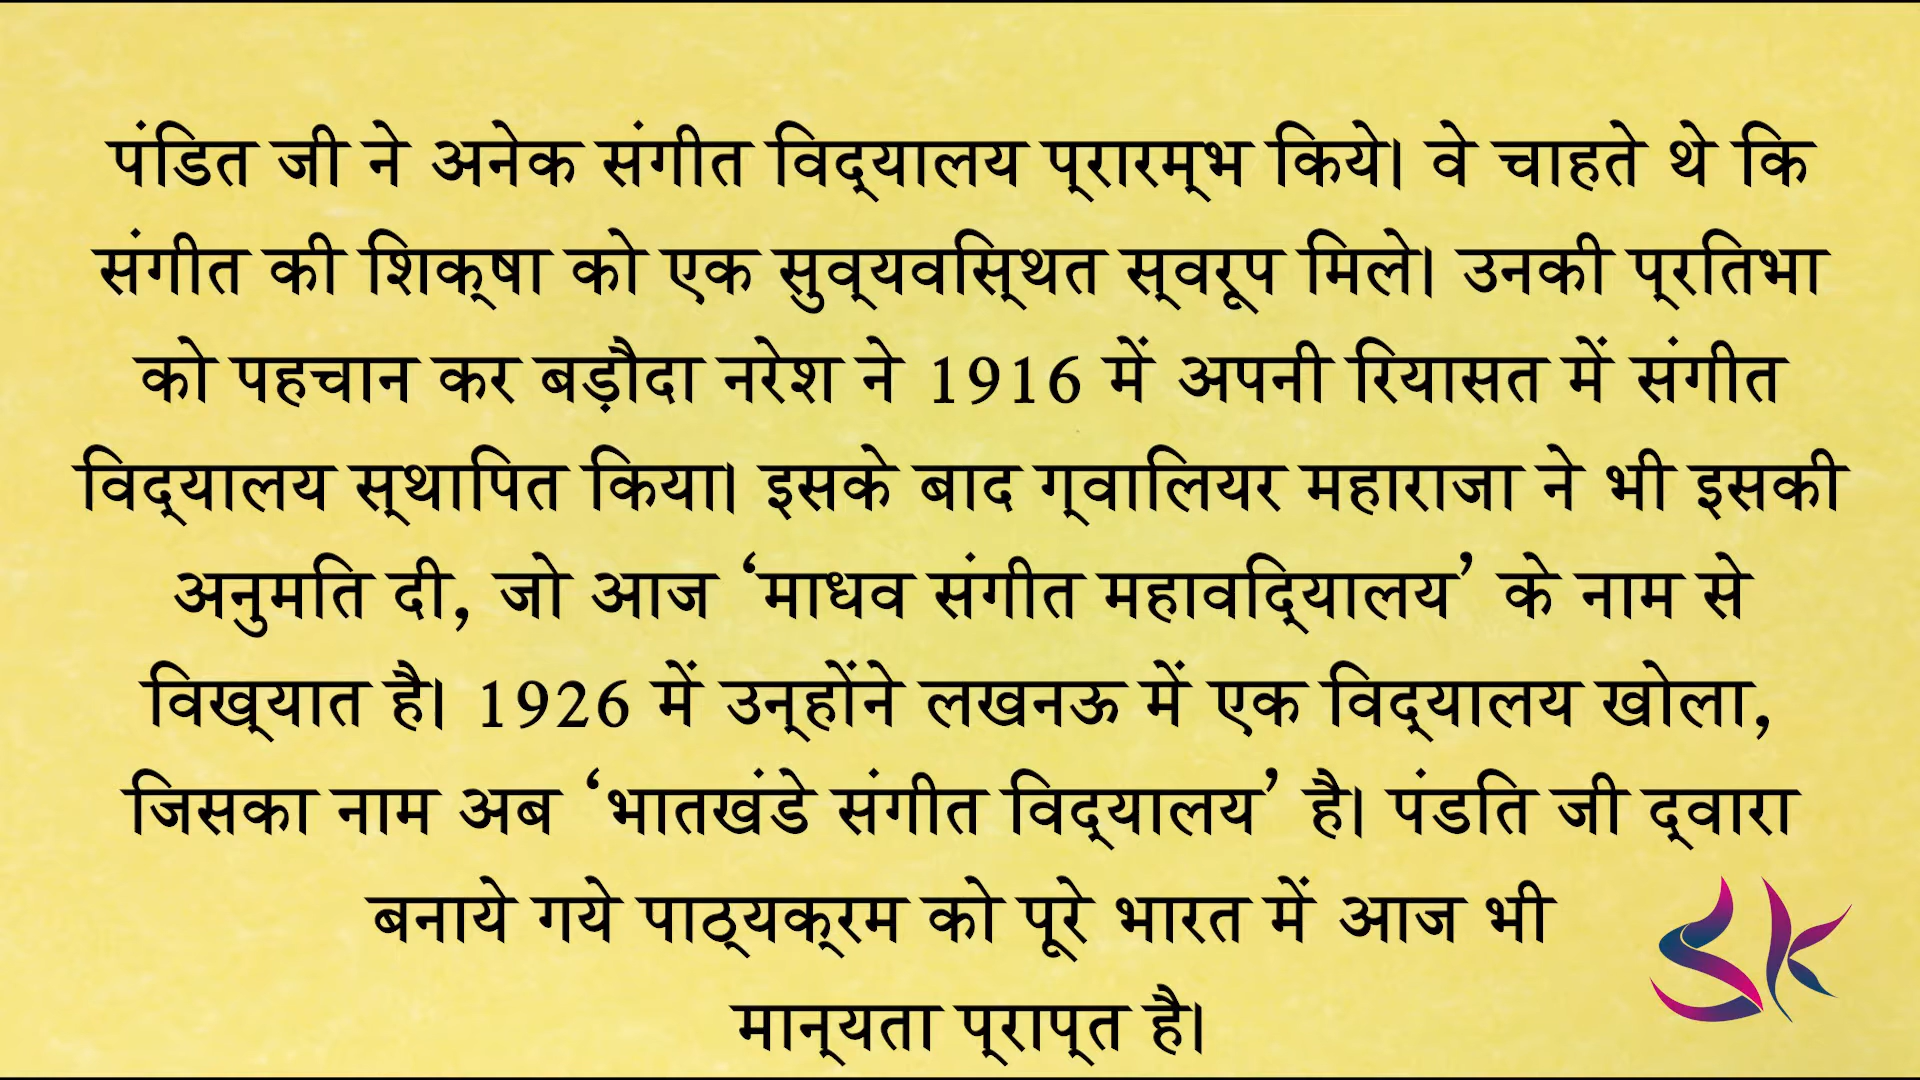 पंडित जी ने अनेक संगीत विद्यालय प्रारम्भ किये। वे चाहते थे कि
संगीत की शिक्षा को एक सुव्यवस्थित स्वरूप मिले। उनकी प्रतिभा
को पहचान कर बड़ौदा नरेश ने 1916 में अपनी रियासत में संगीत
विद्यालय स्थापित किया। इसके बाद ग्वालियर महाराजा ने भी इसकी
अनुमति दी, जो आज ‘माधव संगीत महाविद्यालय’ के नाम से
विख्यात है। 1926 में उन्होंने लखनऊ में एक विद्यालय खोला,
जिसका नाम अब ‘भातखंडे संगीत विद्यालय’ है। पंडति जी द्वारा
बनाये गये पाठ्यक्रम को पूरे भारत में आज भी
मान्यता प्राप्त है।
SK